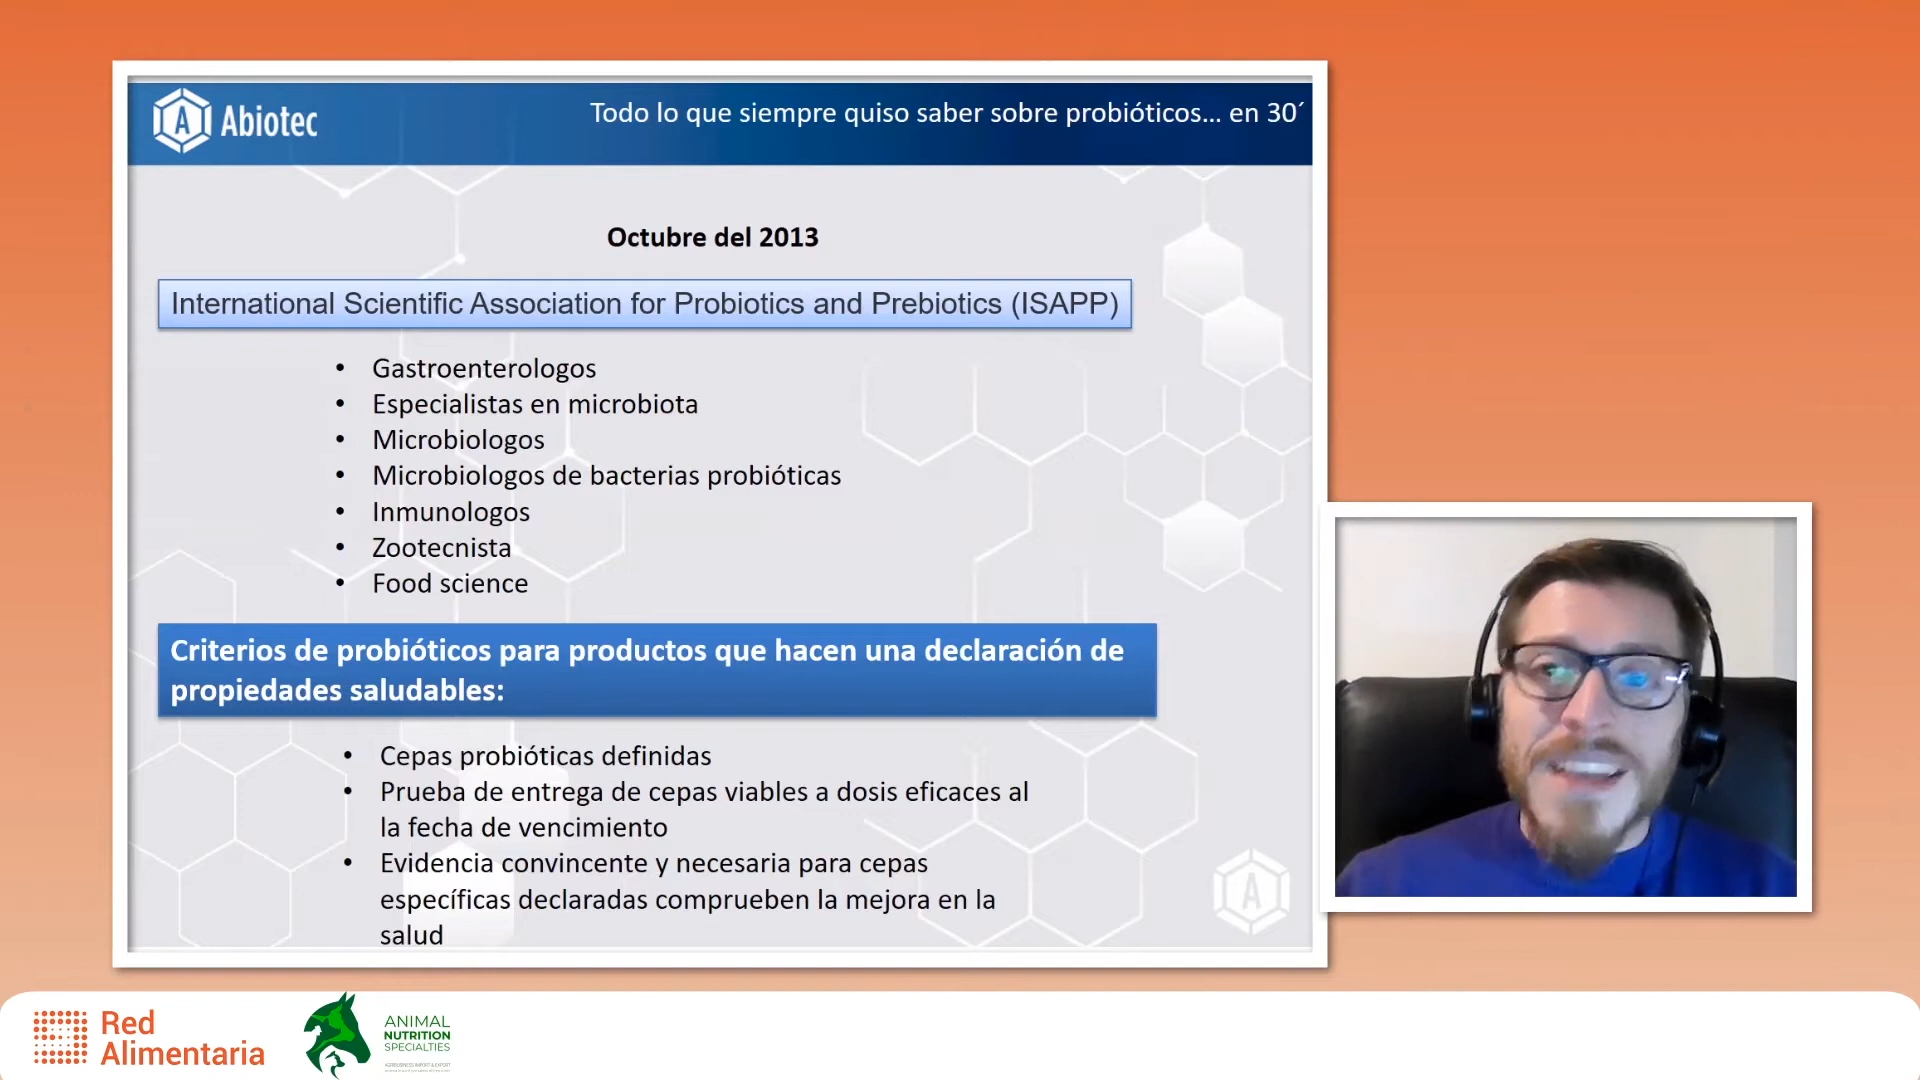 Abiotec
Todo lo que siempre quiso saber sobre probióticos... en 30´
Octubre del 2013
International Scientific Association for Probiotics and Prebiotics (ISAPP)
• Gastroenterologos
• Especialistas en microbiota
• Microbiologos
• Microbiologos de bacterias probióticas
• Inmunologos
• Zootecnista
• Food science
Criterios de probióticos para productos que hacen una declaración de
propiedades saludables:
• Cepas probióticas definidas
• Prueba de entrega de cepas viables a dosis eficaces al
la fecha de vencimiento
• Evidencia convincente y necesaria para cepas
específicas declaradas comprueben la mejora en la
salud
Red
Alimentaria
ANIMAL
NUTRITION
SPECIALTIES